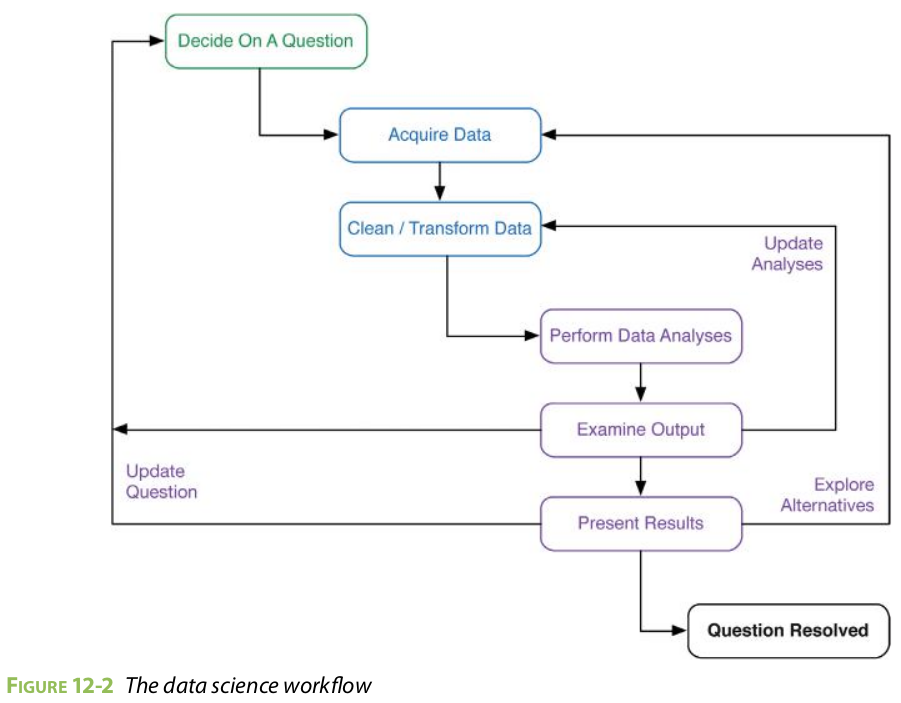 Decide On A Question
Acquire Data
Clean / Transform Data
Update
Analyses
Perform Data Analyses
Examine Output
Update
Question
Explore
Alternatives
Present Results
Question Resolved
FIGURE 12-2 The data science workflow